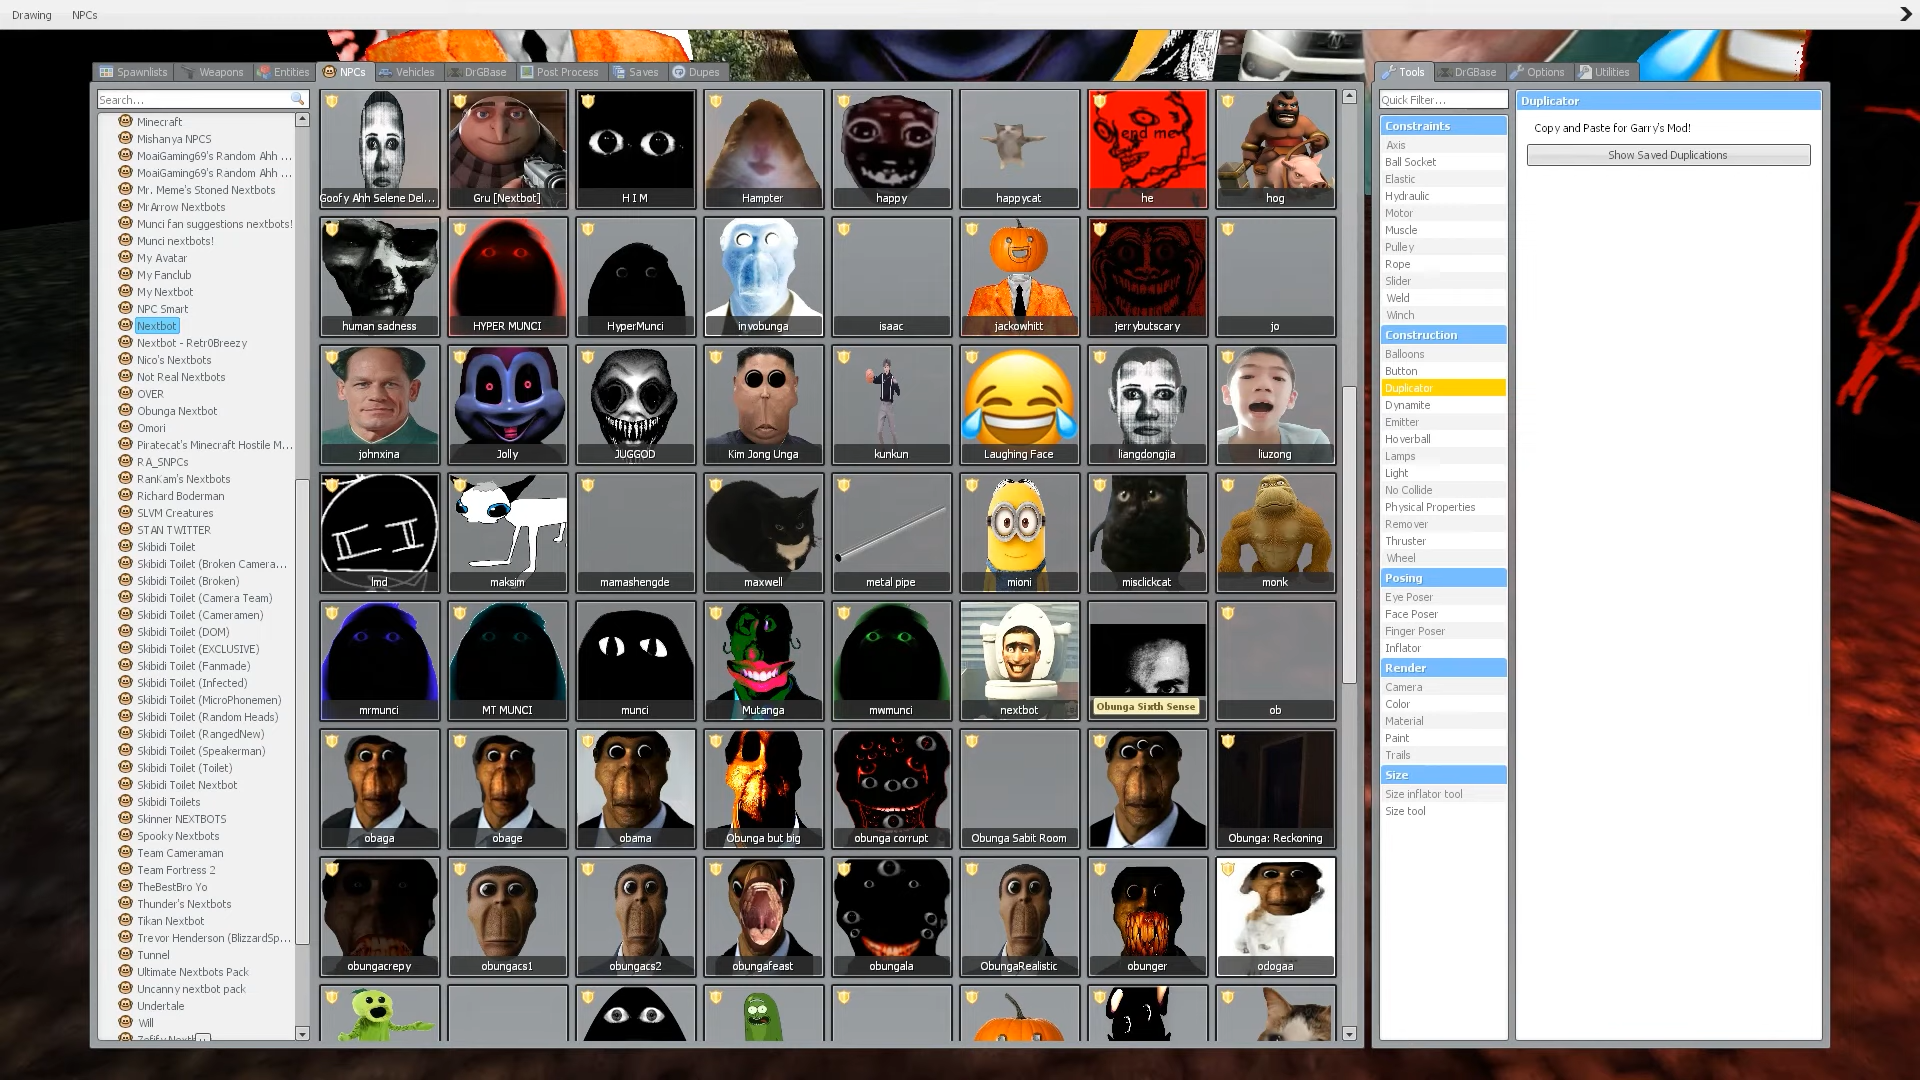 Drawing
NPCs
Spawnlists
Weapons
Entities
NPCs
Vehicles
DrGBase
Post Process
Saves
Dupes
Tools
DrGBase
Options
Utilities
Search...
Minecraft
Mishanya NPCS
MoaiGaming69's Random Ahh ...
MoaiGaming69's Random Ahh ...
Mr. Meme's Stoned Nextbots
MrArrow Nextbots
Munci fan suggestions nextbots!
Munci nextbots!
My Avatar
My Fanclub
My Nextbot
NPC Smart
Nextbot
Nextbot - Retr0Breezy
Nico's Nextbots
Not Real Nextbots
OVER
Obunga Nextbot
Omori
Piratecat's Minecraft Hostile M...
RA_SNPCs
RanKam's Nextbots
Richard Boderman
SLVM Creatures
STAN TWITTER
Skibidi Toilet
Skibidi Toilet (Broken Camera...
Skibidi Toilet (Broken)
Skibidi Toilet (Camera Team)
Skibidi Toilet (Cameramen)
Skibidi Toilet (DOM)
Skibidi Toilet (EXCLUSIVE)
Skibidi Toilet (Fanmade)
Skibidi Toilet (Infected)
Skibidi Toilet (MicroPhonemen)
Skibidi Toilet (Random Heads)
Skibidi Toilet (RangedNew)
Skibidi Toilet (Speakerman)
Skibidi Toilet (Toilet)
Skibidi Toilet Nextbot
Skibidi Toilets
Skinner NEXTBOTS
Spooky Nextbots
Team Cameraman
Team Fortress 2
TheBestBro Yo
Thunder's Nextbots
Tikan Nextbot
Trevor Henderson (BlizzardSp...
Tunnel
Ultimate Nextbots Pack
Uncanny nextbot pack
Undertale
Will
Goofy Ahh Selene Del...
Gru [Nextbot]
H I M
Hampter
happy
happycat
end me
he
hog
human sadness
HYPER MUNCI
HyperMunci
invobunga
isaac
jackowhitt
jerrybutscary
jo
johnxina
Jolly
JUGGOD
Kim Jong Unga
kunkun
Laughing Face
liangdongjia
liuzong
lmd
maksim
mamashengde
maxwell
metal pipe
mioni
misclickcat
monk
mrmunci
MT MUNCI
munci
Mutanga
mwmunci
nextbot
Obunga Sixth Sense
ob
obaga
obage
obama
Obunga but big
obunga corrupt
Obunga Sabit Room
Obunga: Reckoning
obungacrepy
obungacs1
obungacs2
obungafeast
obungala
ObungaRealistic
obunger
odogaa
Quick Filter...
Constraints
Axis
Ball Socket
Elastic
Hydraulic
Motor
Muscle
Pulley
Rope
Slider
Weld
Winch
Construction
Balloons
Button
Duplicator
Dynamite
Emitter
Hoverball
Lamps
Light
No Collide
Physical Properties
Remover
Thruster
Wheel
Posing
Eye Poser
Face Poser
Finger Poser
Inflator
Render
Camera
Color
Material
Paint
Trails
Size
Size inflator tool
Size tool
Duplicator
Copy and Paste for Garry's Mod!
Show Saved Duplications